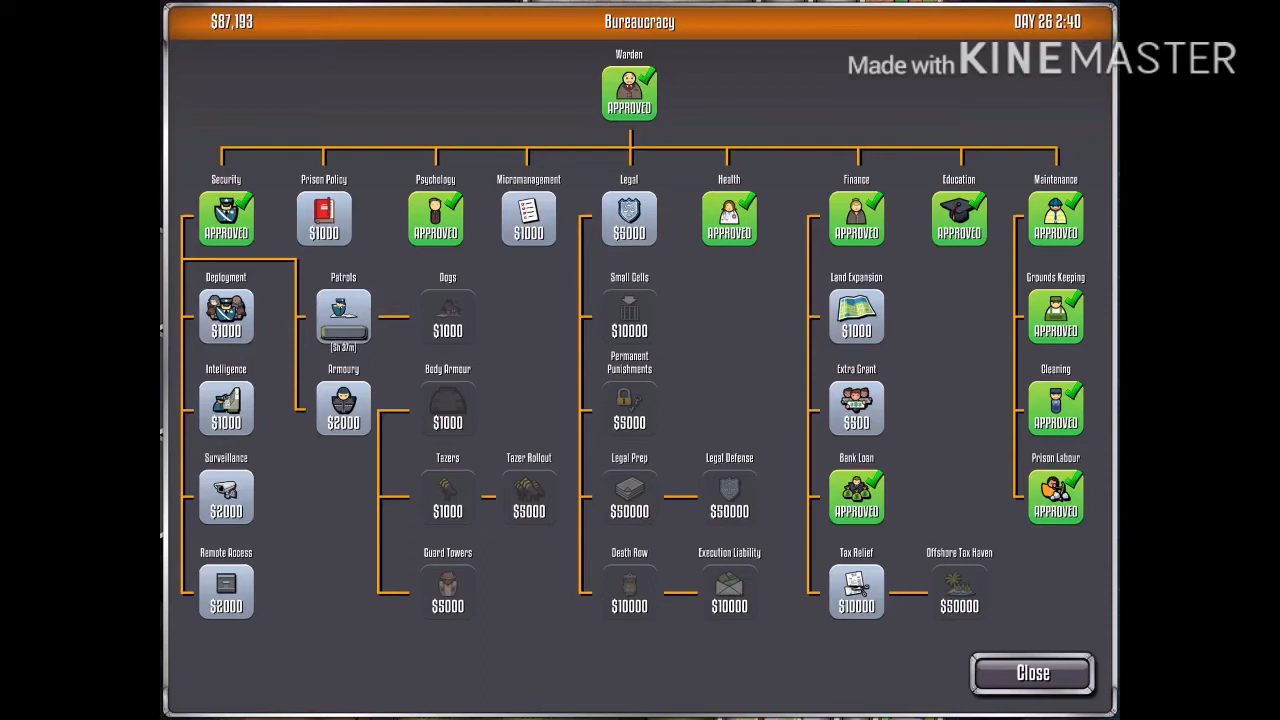 $87,193
Bureaucracy
DAY 26 2:40
Made with KINEMASTER
Warden
APPROVED
Security
Prison Policy
Psychology
Micromanagement
Legal
Health
Finance
Education
Maintenance
APPROVED
$1000
APPROVED
$1000
$5000
APPROVED
APPROVED
APPROVED
APPROVED
Deployment
Patrols
Dogs
Small Cells
Land Expansion
Grounds Keeping
$1000
$1000
$10000
$1000
APPROVED
Intelligence
Armoury
Body Armour
Permanent
Punishments
Extra Grant
Cleaning
$1000
$2000
$1000
$5000
$500
APPROVED
Surveillance
Tazers
Tazer Rollout
Legal Prep
Legal Defense
Bank Loan
Prison Labour
$2000
$1000
$5000
$50000
$50000
APPROVED
APPROVED
Remote Access
Guard Towers
Death Row
Execution Liability
Tax Relief
Offshore Tax Haven
$2000
$5000
$10000
$10000
$10000
$50000
Close